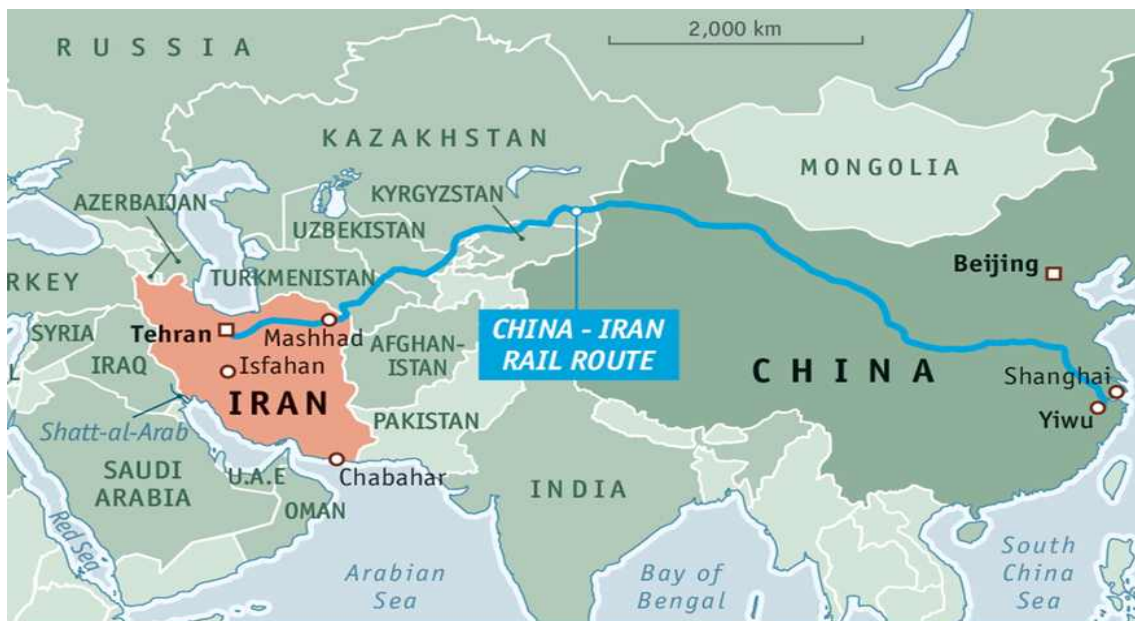 RUSSIA
2,000 km
KAZAKHSTAN
MONGOLIA
AZERBAIJAN
KYRGYZSTAN
UZBEKISTAN
RKEY
TURKMENISTAN
Beijing
SYRIA
Tehran
Mashhad
CHINA - IRAN
RAIL ROUTE
AFGHAN-
ISTAN
IRAQ
Isfahan
CHINA
Shanghai
IRAN
Yiwu
PAKISTAN
Shatt-al-Arab
SAUDI
ARABIA
U.A.E
Chabahar
INDIA
OMAN
Red Sea
Arabian
Sea
Bay of
Bengal
South
China
Sea